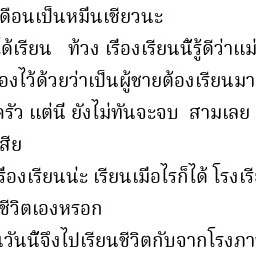 ดือนเป็นหมื่นเชียวนะ
ด้เรียน ท้วง เรื่องเรียนนี้รู้ดีว่าแม่
องไว้ด้วยว่าเป็นผู้ชายต้องเรียนมา
ครัว แต่นี่ ยังไม่ทันจะจบ สามเลย
สีย
รื่องเรียนน่ะ เรียนเมื่อไรก็ได้ โรงเรี
ชีวิตเองหรอก
นวันนี้จึงไปเรียนชีวิตกับจากโรงภา